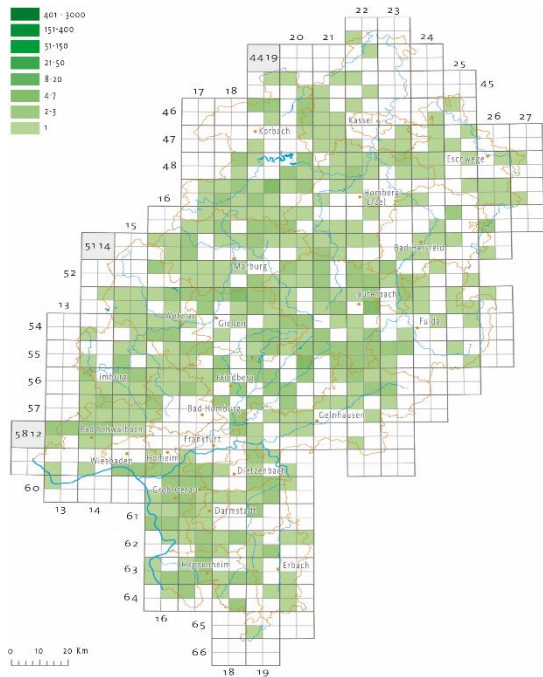 401 - 3000
151-400
51-150
21-50
8-20
4-7
2-3
1
22 23
20 21 24
4419 25
17 18 45
46 Kassel 26 27
Korbach
47
Eschwege
48
16 Homberg
(Efze)
15
5114 Bad Hersfeld
Marburg
52
13
Wetzlar
54 Gießen Fulda
55
56 Friedberg
Bad Homburg
57 Gelnhausen
5812 Bad Schwalbach
Frankfurt
Wiesbaden Hofheim
Dietzenbach
60
13 14 Groß-Gerau
61 Darmstadt
62
63 Heppenheim Erbach
64
16
65
0 10 20 Km
66
18 19